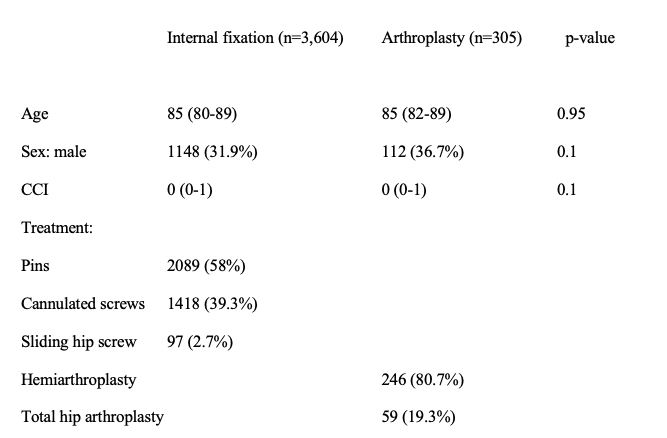 Internal fixation (n=3,604) Arthroplasty (n=305) p-value
Age 85 (80-89) 85 (82-89) 0.95
Sex: male 1148 (31.9%) 112 (36.7%) 0.1
CCI 0 (0-1) 0 (0-1) 0.1
Treatment:
Pins 2089 (58%)
Cannulated screws 1418 (39.3%)
Sliding hip screw 97 (2.7%)
Hemiarthroplasty 246 (80.7%)
Total hip arthroplasty 59 (19.3%)